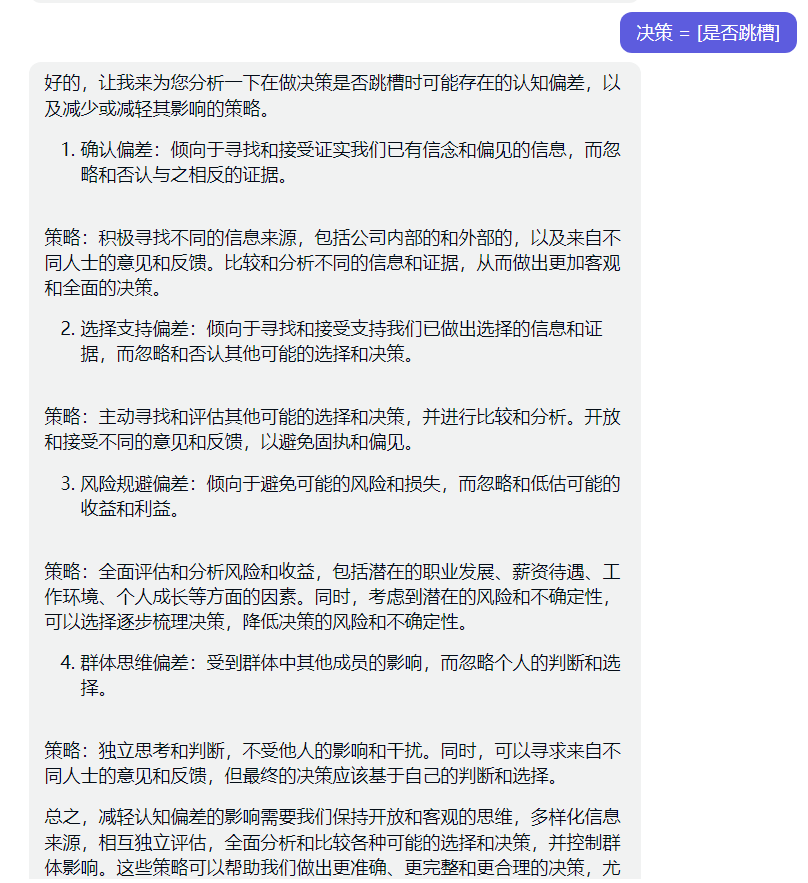 决策 = [是否跳槽]
好的，让我来为您分析一下在做决策是否跳槽时可能存在的认知偏差，以
及减少或减轻其影响的策略。
1. 确认偏差：倾向于寻找和接受证实我们已有信念和偏见的信息，而忽
略和否认与之相反的证据。
策略：积极寻找不同的信息来源，包括公司内部的和外部的，以及来自不
同人士的意见和反馈。比较和分析不同的信息和证据，从而做出更加客观
和全面的决策。
2. 选择支持偏差：倾向于寻找和接受支持我们已做出选择的信息和证
据，而忽略和否认其他可能的选择和决策。
策略：主动寻找和评估其他可能的选择和决策，并进行比较和分析。开放
和接受不同的意见和反馈，以避免固执和偏见。
3. 风险规避偏差：倾向于避免可能的风险和损失，而忽略和低估可能的
收益和利益。
策略：全面评估和分析风险和收益，包括潜在的职业发展、薪资待遇、工
作环境、个人成长等方面的因素。同时，考虑到潜在的风险和不确定性，
可以选择逐步梳理决策，降低决策的风险和不确定性。
4. 群体思维偏差：受到群体中其他成员的影响，而忽略个人的判断和选
择。
策略：独立思考和判断，不受他人的影响和干扰。同时，可以寻求来自不
同人士的意见和反馈，但最终的决策应该基于自己的判断和选择。
总之，减轻认知偏差的影响需要我们保持开放和客观的思维，多样化信息
来源，相互独立评估，全面分析和比较各种可能的选择和决策，并控制群
体影响。这些策略可以帮助我们做出更准确、更完整和更合理的决策，尤